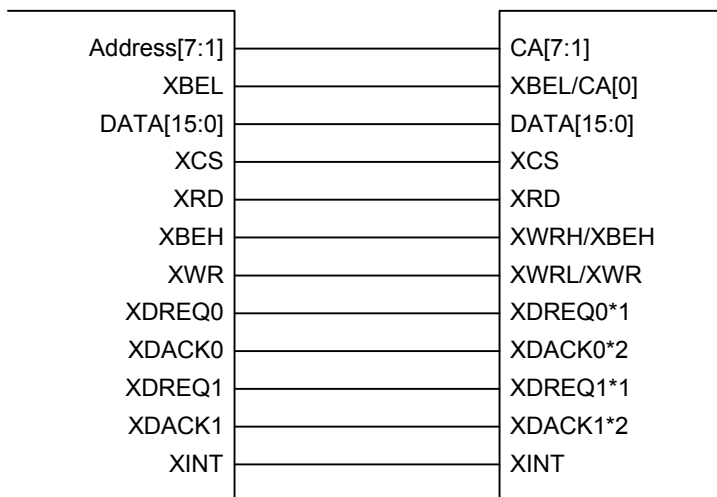 Address[7:1] CA[7:1]
XBEL XBEL/CA[0]
DATA[15:0] DATA[15:0]
XCS XCS
XRD XRD
XBEH XWRH/XBEH
XWR XWRL/XWR
XDREQ0 XDREQ0*1
XDACK0 XDACK0*2
XDREQ1 XDREQ1*1
XDACK1 XDACK1*2
XINT XINT